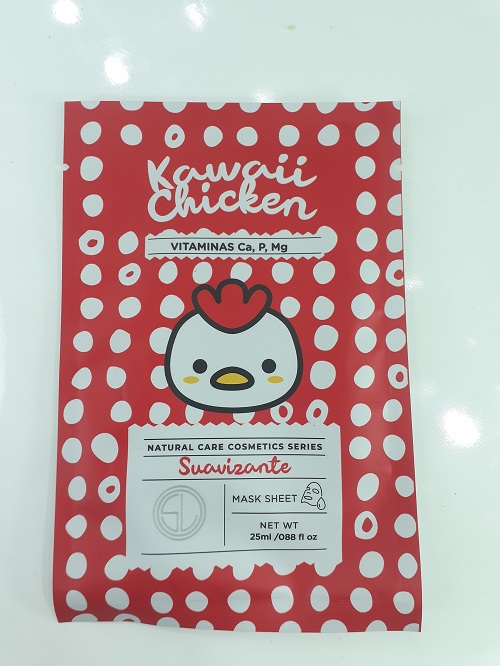 Kawaii
Chicken
VITAMINAS Ca, P, Mg
NATURAL CARE COSMETICS SERIES
Suavizante
MASK SHEET
NET WT
25ml /088 fl oz